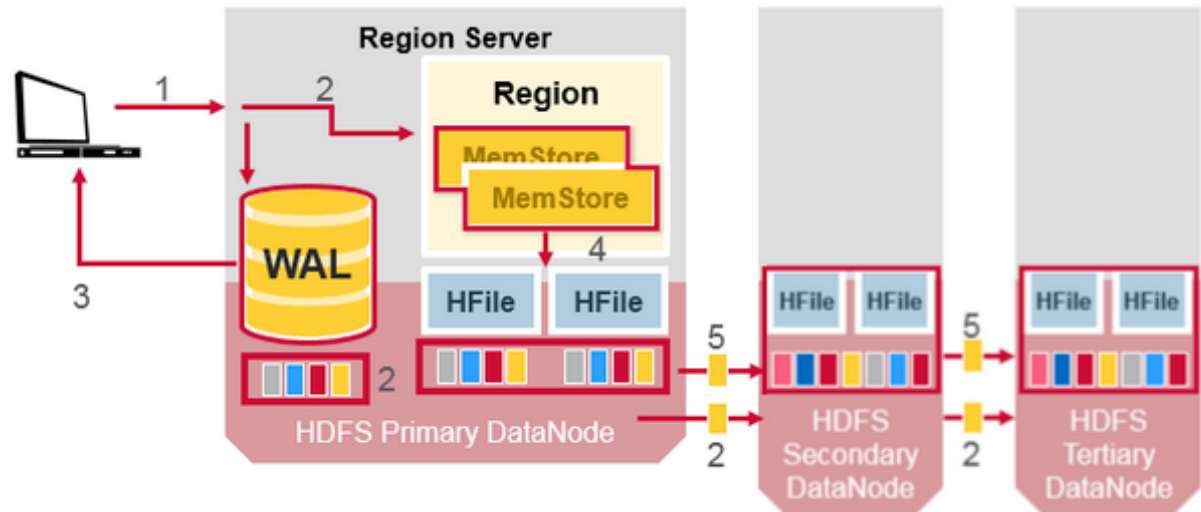 Region Server
1
2
Region
MemStore
MemStore
WAL
3
4
HFile
HFile
2
HDFS Primary DataNode
5
2
HFile
HFile
HDFS
Secondary
DataNode
5
2
HFile
HFile
HDFS
Tertiary
DataNode